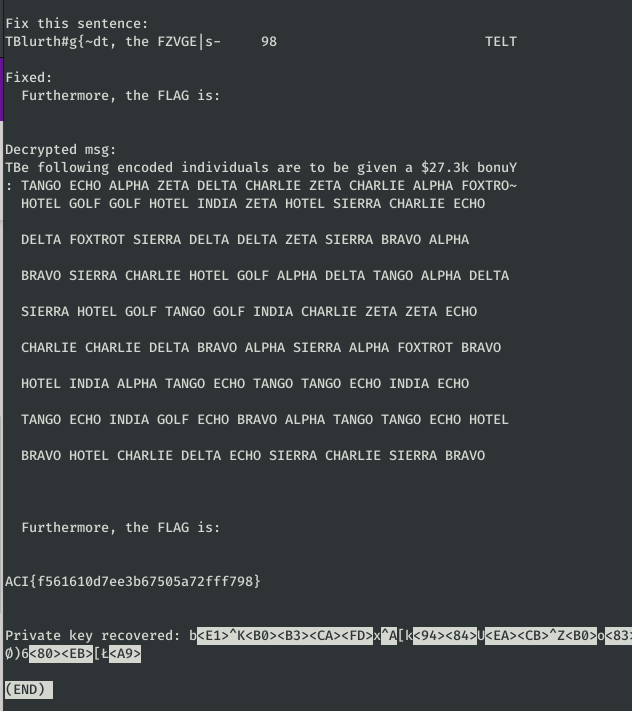 Fix this sentence:
TBlurth#g{~dt, the FZVGE|s-     98                          TELT
Fixed:
  Furthermore, the FLAG is:
Decrypted msg:
TBe following encoded individuals are to be given a $27.3k bonuY
: TANGO ECHO ALPHA ZETA DELTA CHARLIE ZETA CHARLIE ALPHA FOXTRO~
  HOTEL GOLF GOLF HOTEL INDIA ZETA HOTEL SIERRA CHARLIE ECHO
  DELTA FOXTROT SIERRA DELTA DELTA ZETA SIERRA BRAVO ALPHA
  BRAVO SIERRA CHARLIE HOTEL GOLF ALPHA DELTA TANGO ALPHA DELTA
  SIERRA HOTEL GOLF TANGO GOLF INDIA CHARLIE ZETA ZETA ECHO
  CHARLIE CHARLIE DELTA BRAVO ALPHA SIERRA ALPHA FOXTROT BRAVO
  HOTEL INDIA ALPHA TANGO ECHO TANGO TANGO ECHO INDIA ECHO
  TANGO ECHO INDIA GOLF ECHO BRAVO ALPHA TANGO TANGO ECHO HOTEL
  BRAVO HOTEL CHARLIE DELTA ECHO SIERRA CHARLIE SIERRA BRAVO
  Furthermore, the FLAG is:
ACI{f561610d7ee3b67505a72fff798}
Private key recovered: b<E1>^K<B0><B3><CA><FD>x^A[k<94><84>U<EA><CB>^Z<B0>o<83>
Ø)6<80><EB>[Ł<A9>
(END)